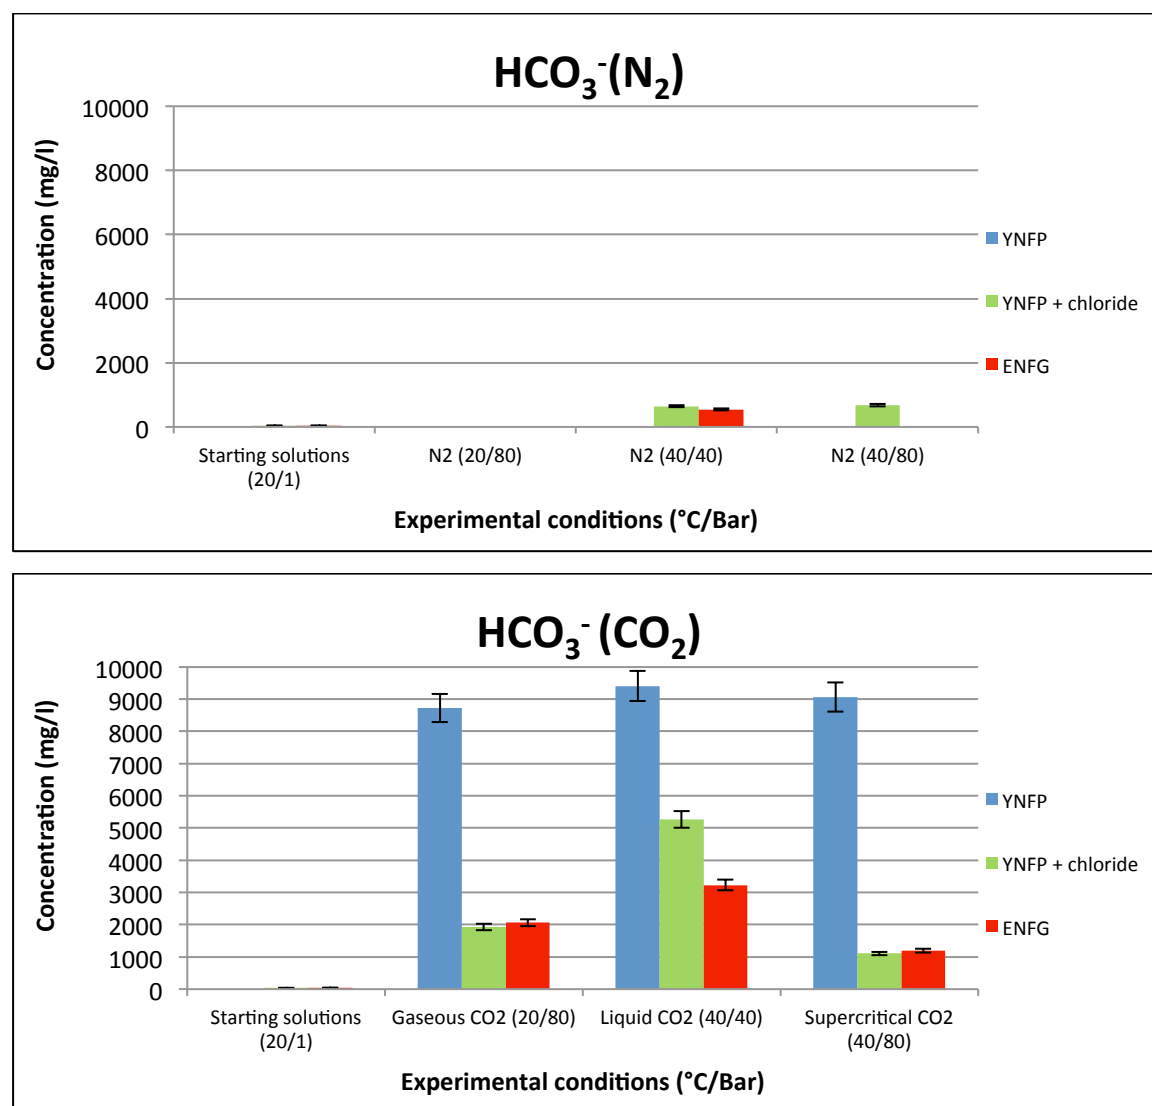 HCO₃⁻(N₂)
Concentration (mg/l)
10000
8000
6000
4000
2000
0
Starting solutions
(20/1)
N2 (20/80)
N2 (40/40)
N2 (40/80)
Experimental conditions (°C/Bar)
YNFP
YNFP + chloride
ENFG
HCO₃⁻ (CO₂)
Concentration (mg/l)
10000
9000
8000
7000
6000
5000
4000
3000
2000
1000
0
Starting solutions
(20/1)
Gaseous CO2 (20/80)
Liquid CO2 (40/40)
Supercritical CO2
(40/80)
Experimental conditions (°C/Bar)
YNFP
YNFP + chloride
ENFG